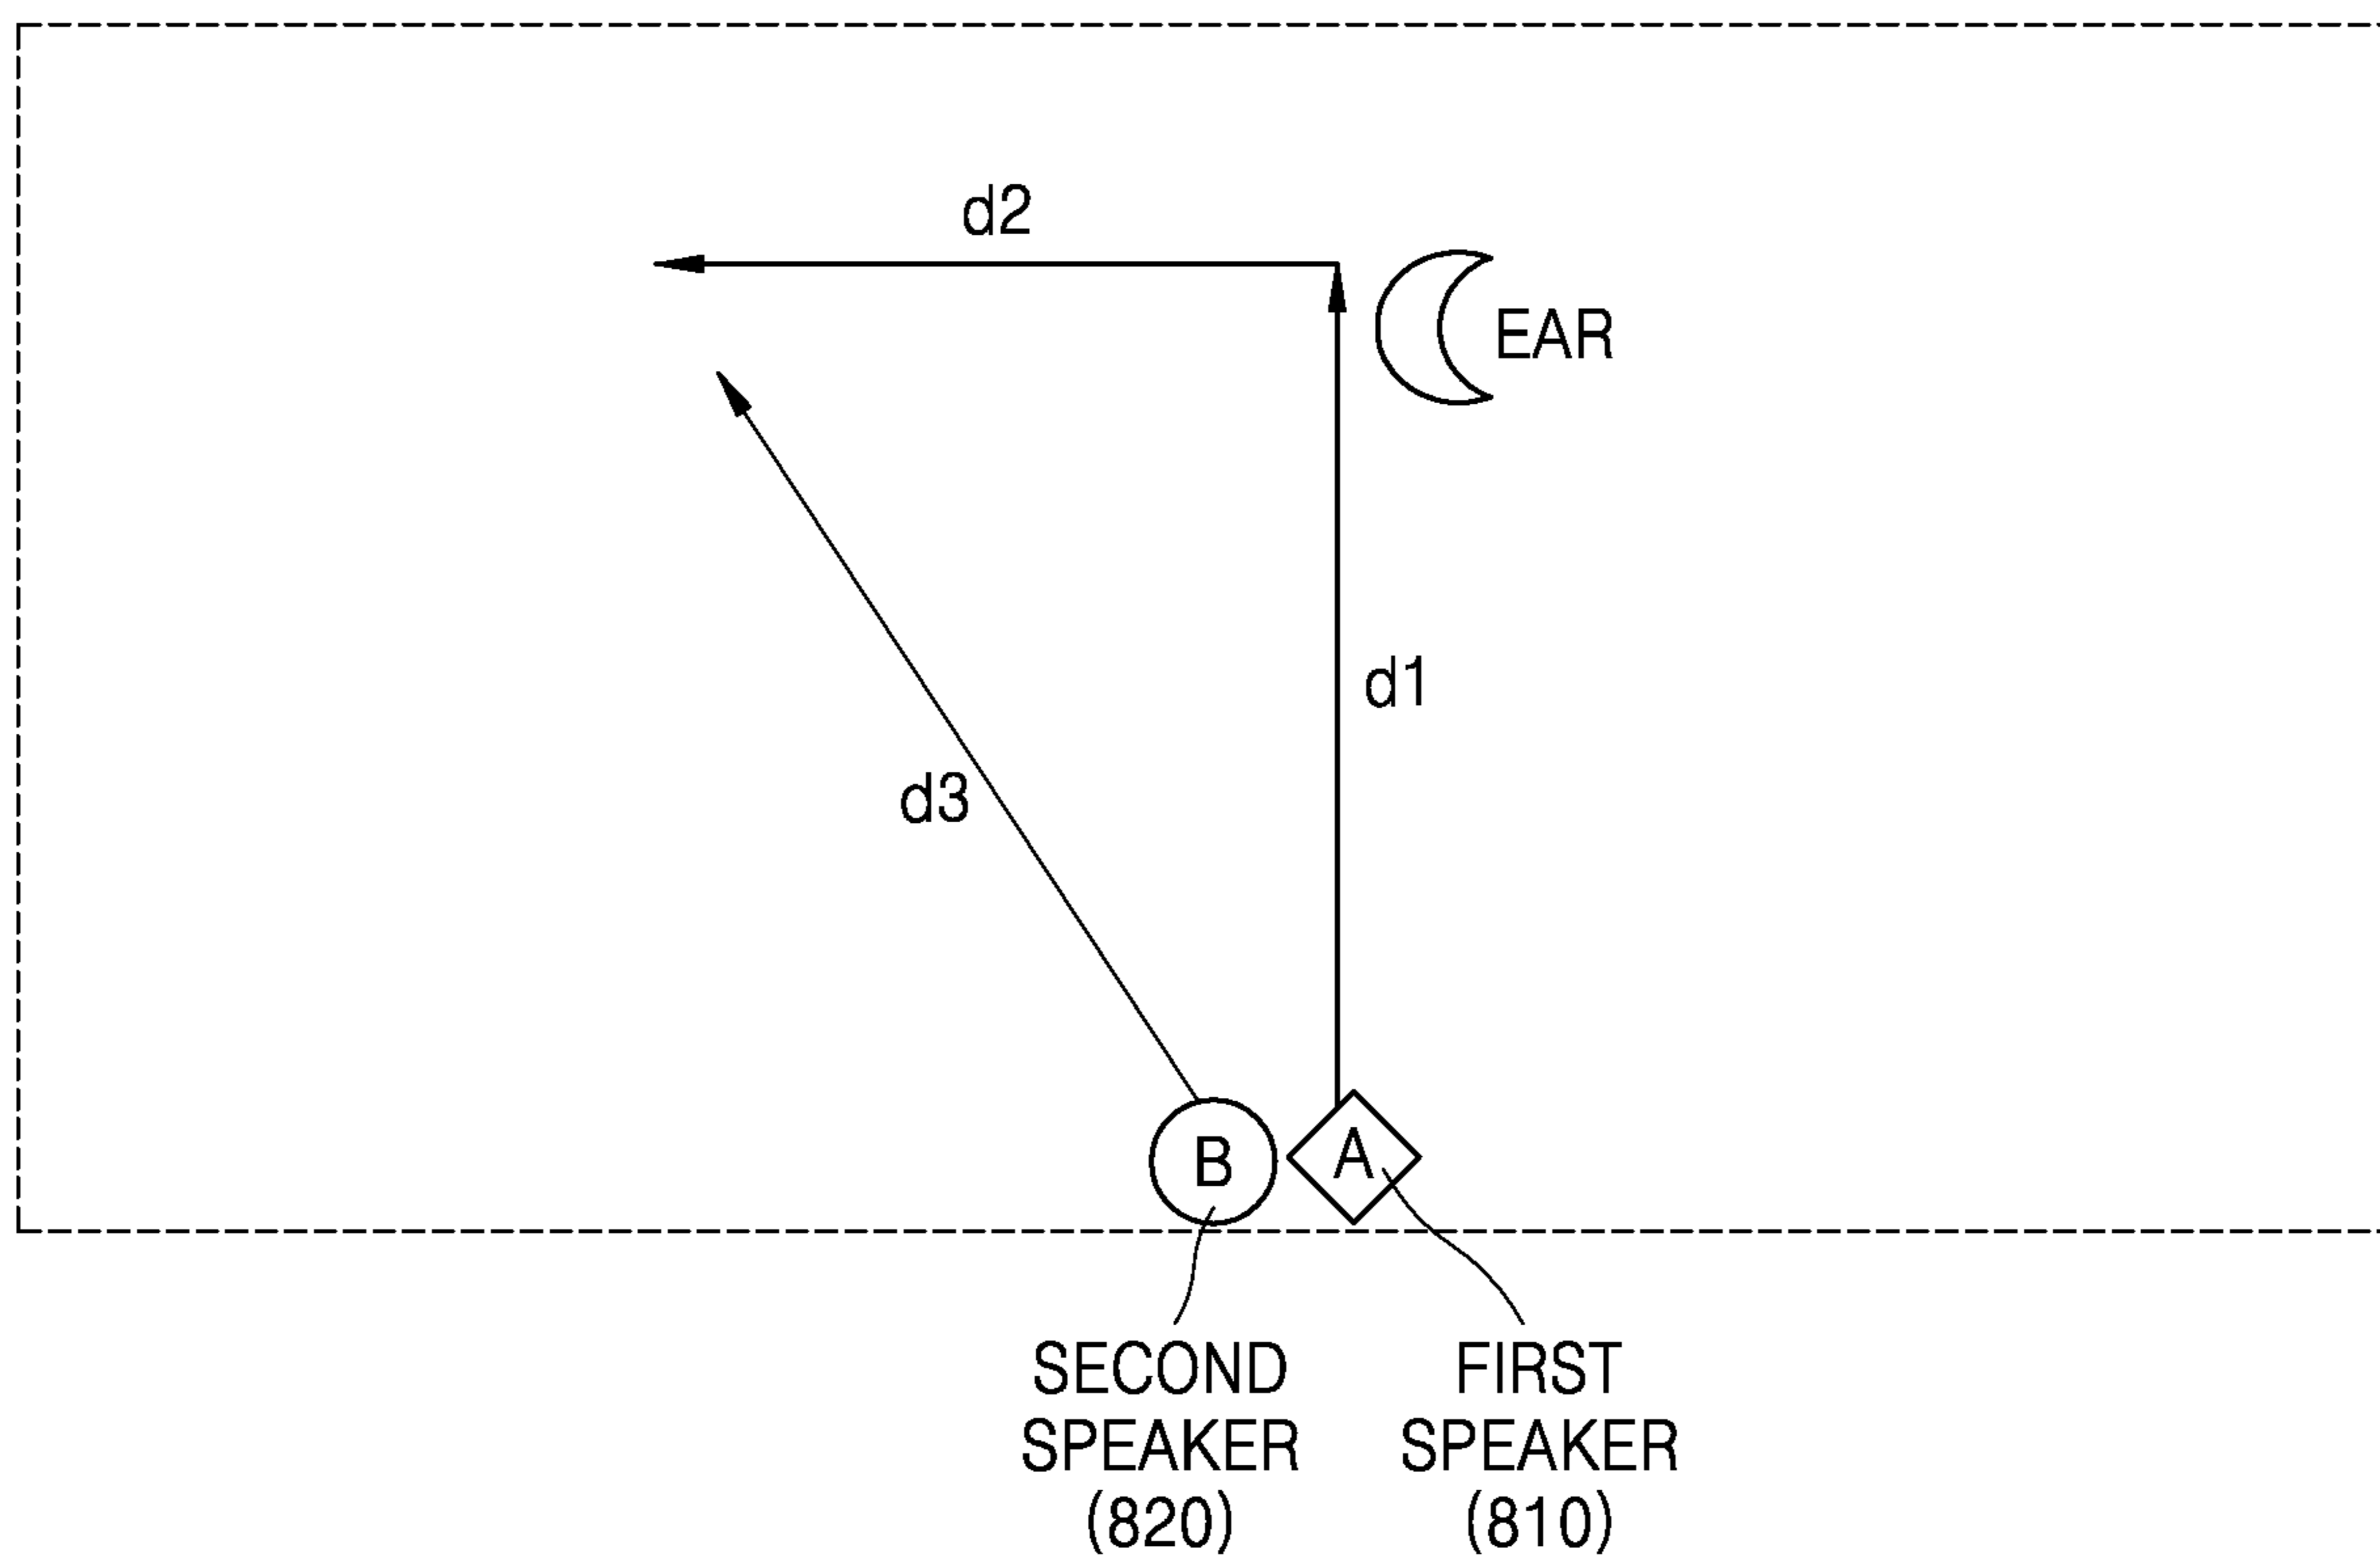 d2
EAR
d1
d3
B
A
SECOND
SPEAKER
(820)
FIRST
SPEAKER
(810)